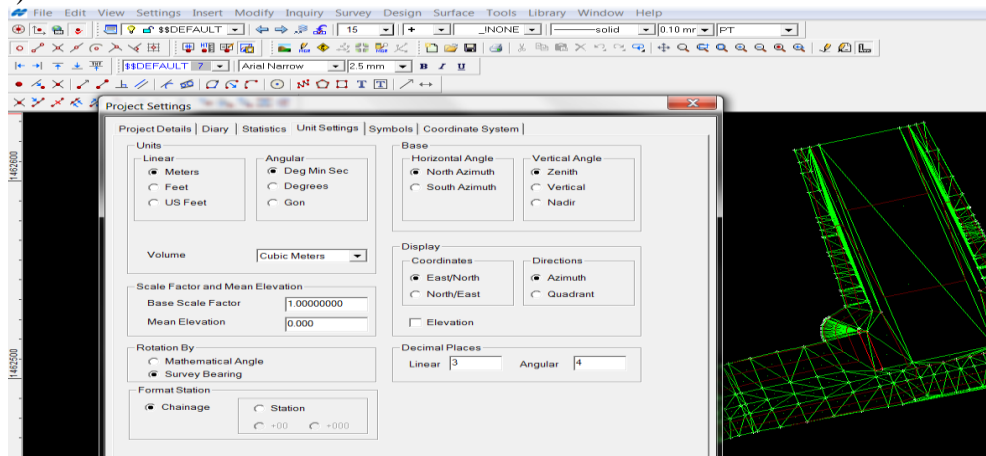 File Edit View Settings Insert Modify Inquiry Survey Design Surface Tools Library Window Help
$$DEFAULT 15 + _INONE solid 0.10 mr PT
$$DEFAULT 7 Arial Narrow 2.5 mm B I U
Project Settings
Project Details Diary Statistics Unit Settings Symbols Coordinate System
Units
Linear
Meters
Feet
US Feet
Angular
Deg Min Sec
Degrees
Gon
Volume Cubic Meters
Base
Horizontal Angle
North Azimuth
South Azimuth
Vertical Angle
Zenith
Vertical
Nadir
Scale Factor and Mean Elevation
Base Scale Factor 1.00000000
Mean Elevation 0.000
Display
Coordinates
East/North
North/East
Directions
Azimuth
Quadrant
Elevation
Rotation By
Mathematical Angle
Survey Bearing
Decimal Places
Linear 3 Angular 4
Format Station
Chainage
Station
+00 +000
1462600
1462500